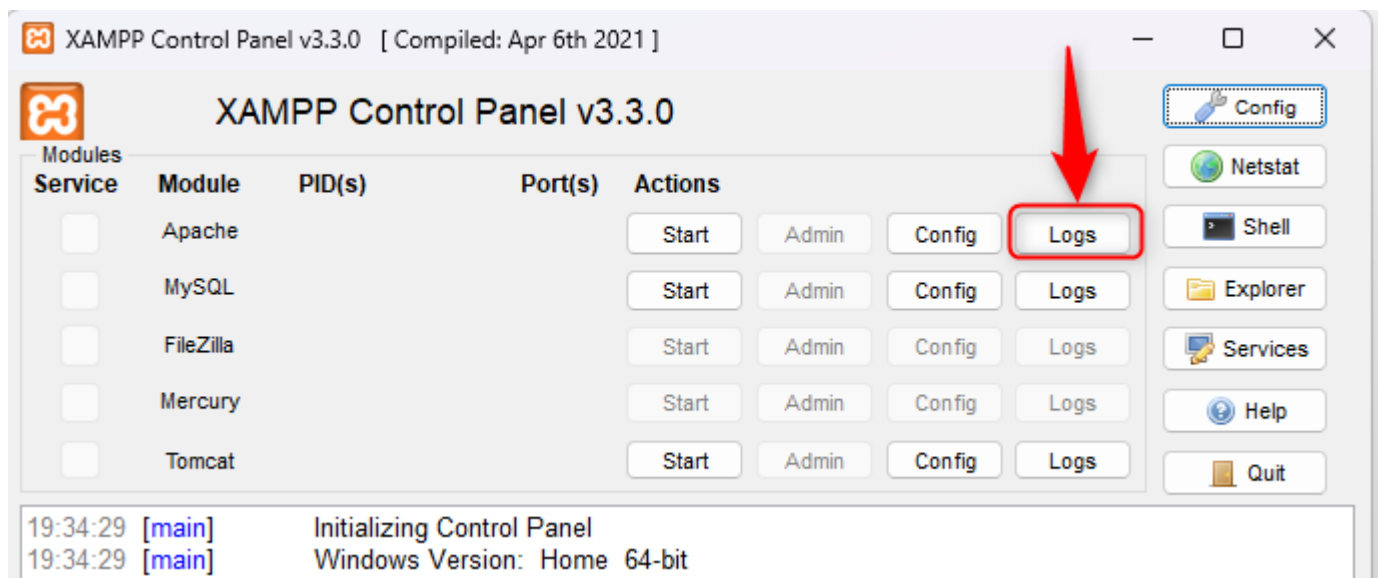 XAMPP Control Panel v3.3.0 [ Compiled: Apr 6th 2021 ]
XAMPP Control Panel v3.3.0 Config
Modules
Service Module PID(s) Port(s) Actions Netstat
Apache Start Admin Config Logs Shell
MySQL Start Admin Config Logs Explorer
FileZilla Start Admin Config Logs Services
Mercury Start Admin Config Logs Help
Tomcat Start Admin Config Logs Quit
19:34:29 [main] Initializing Control Panel
19:34:29 [main] Windows Version: Home 64-bit